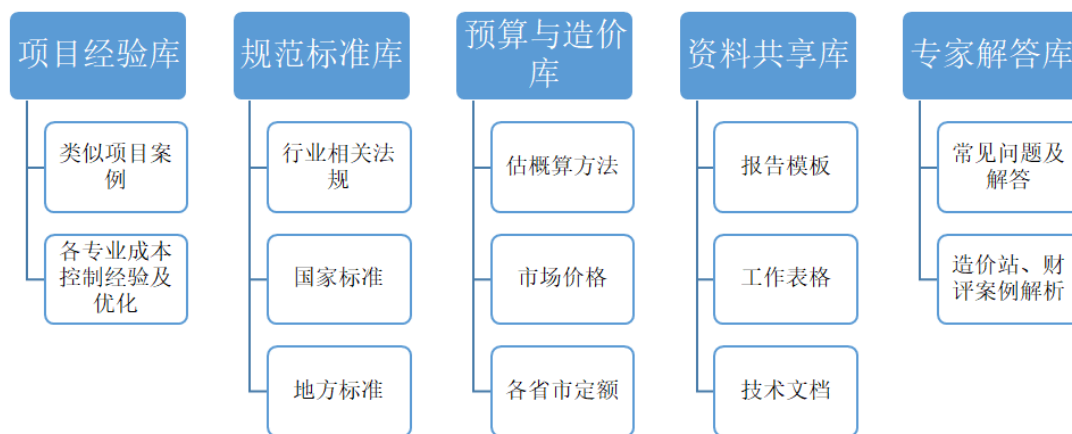 项目经验库
类似项目案
例
各专业成本
控制经验及
优化
规范标准库
行业相关法
规
国家标准
地方标准
预算与造价
库
估概算方法
市场价格
各省市定额
资料共享库
报告模板
工作表格
技术文档
专家解答库
常见问题及
解答
造价站、财
评案例解析